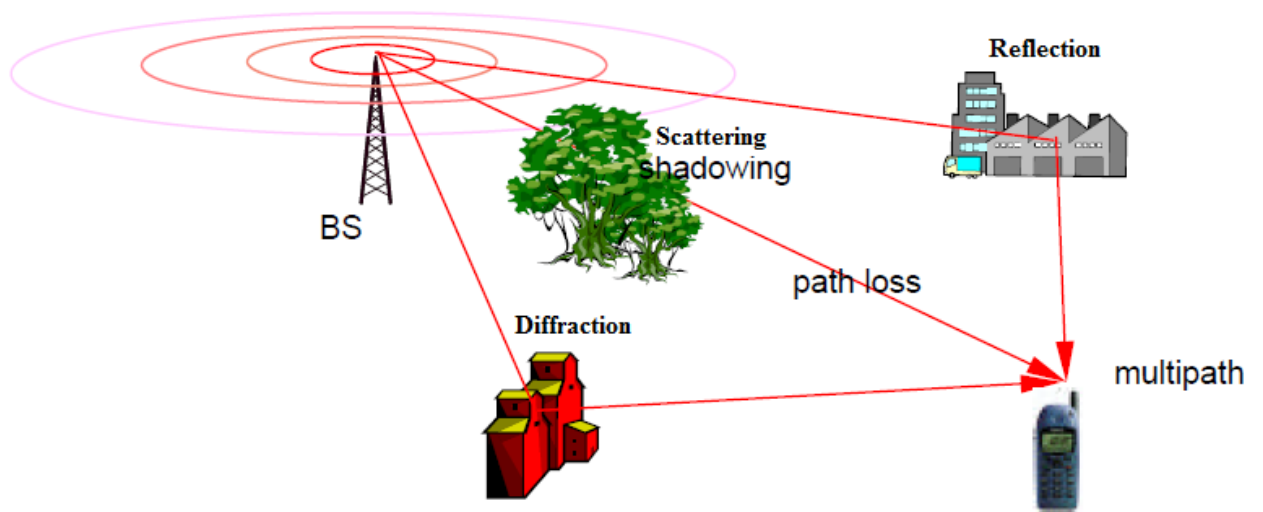 Reflection
Scattering
shadowing
BS
path loss
Diffraction
multipath